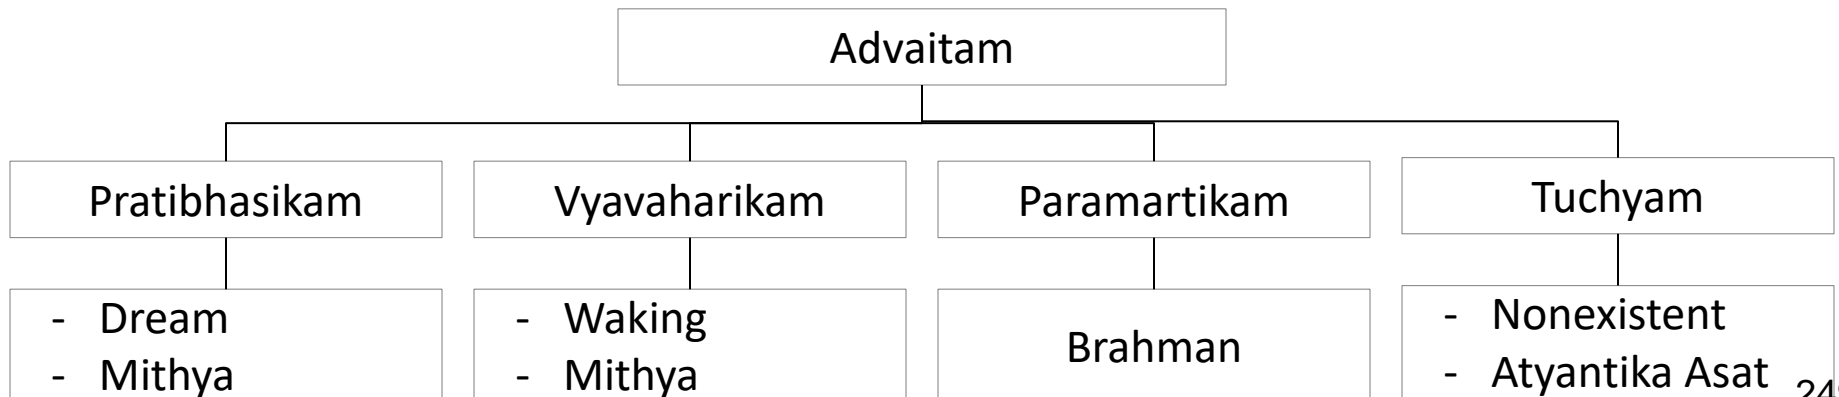 Advaitam
Pratibhasikam
Vyavaharikam
Paramartikam
Tuchyam
- Dream
- Mithya
- Waking
- Mithya
Brahman
- Nonexistent
- Atyantika Asat